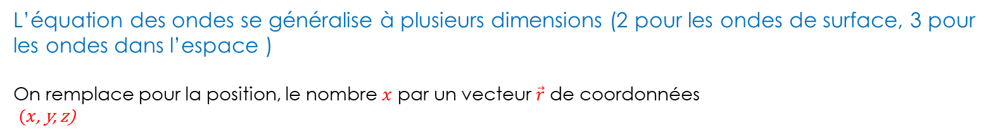 L’équation des ondes se généralise à plusieurs dimensions (2 pour les ondes de surface, 3 pour
les ondes dans l’espace )
On remplace pour la position, le nombre x par un vecteur r⃗ de coordonnées
(x, y, z)